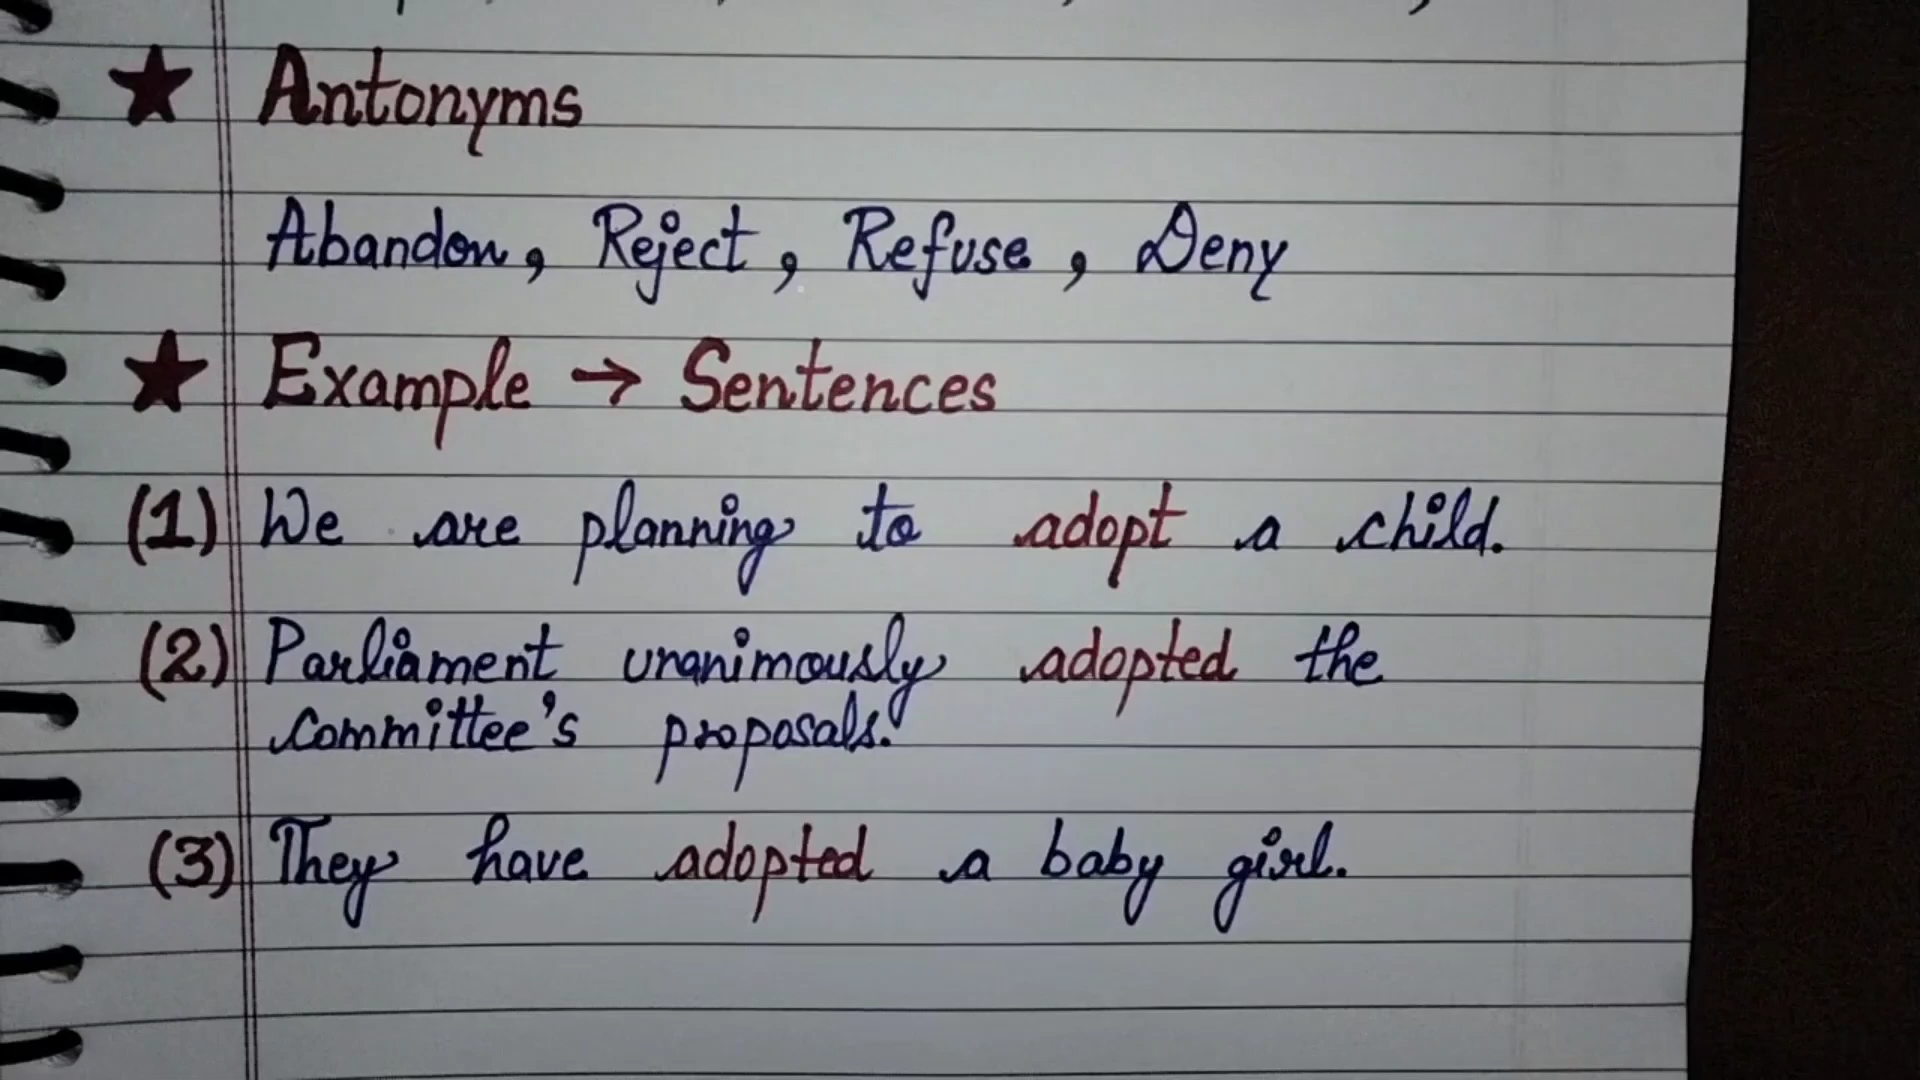 ★ Antonyms
Abandon, Reject, Refuse, Deny
★ Example → Sentences
(1) We are planning to adopt a child.
(2) Parliament unanimously adopted the
committee's proposals.
(3) They have adopted a baby girl.